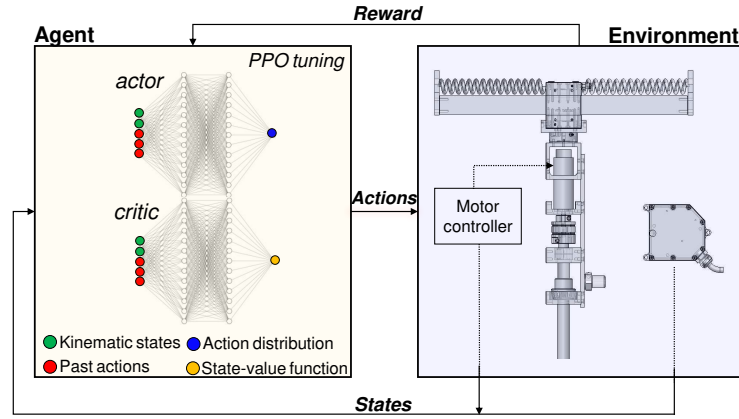 Reward
Agent
Environment
PPO tuning
actor
Actions
critic
Motor
controller
Kinematic states
Action distribution
Past actions
State-value function
States